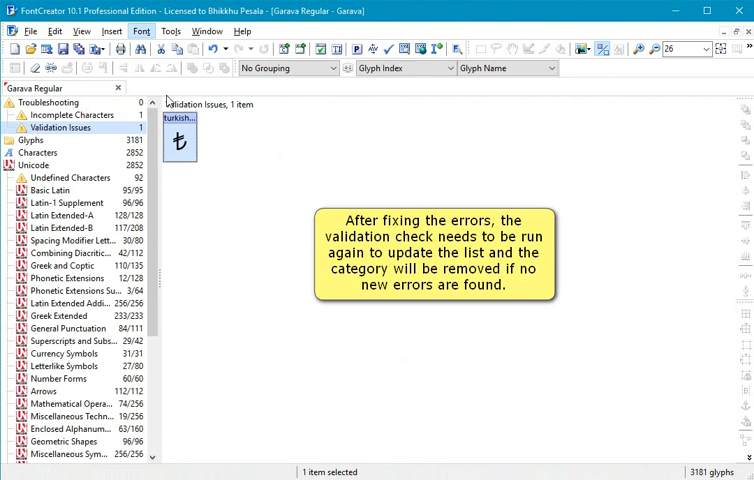 FontCreator 10.1 Professional Edition - Licensed to Bhikkhu Pesala - [Garava Regular - Garava]
File Edit View Insert Font Tools Window Help
26
No Grouping Glyph Index Glyph Name
Garava Regular
Troubleshooting 0
Incomplete Characters 1
Validation Issues 1
Glyphs 3181
Characters 2852
Unicode 2852
Undefined Characters 92
Basic Latin 95/95
Latin-1 Supplement 96/96
Latin Extended-A 128/128
Latin Extended-B 117/208
Spacing Modifier Lett... 30/80
Combining Diacritic... 42/112
Greek and Coptic 110/135
Phonetic Extensions 12/128
Phonetic Extensions Su... 3/64
Latin Extended Addi... 256/256
Greek Extended 233/233
General Punctuation 84/111
Superscripts and Subs... 29/42
Currency Symbols 31/31
Letterlike Symbols 27/80
Number Forms 60/60
Arrows 112/112
Mathematical Opera... 74/256
Miscellaneous Techn... 19/256
Enclosed Alphanum... 63/160
Geometric Shapes 96/96
Miscellaneous Sym... 54/256
Validation Issues, 1 item
turkish...
₺
After fixing the errors, the
validation check needs to be run
again to update the list and the
category will be removed if no
new errors are found.
1 item selected
3181 glyphs